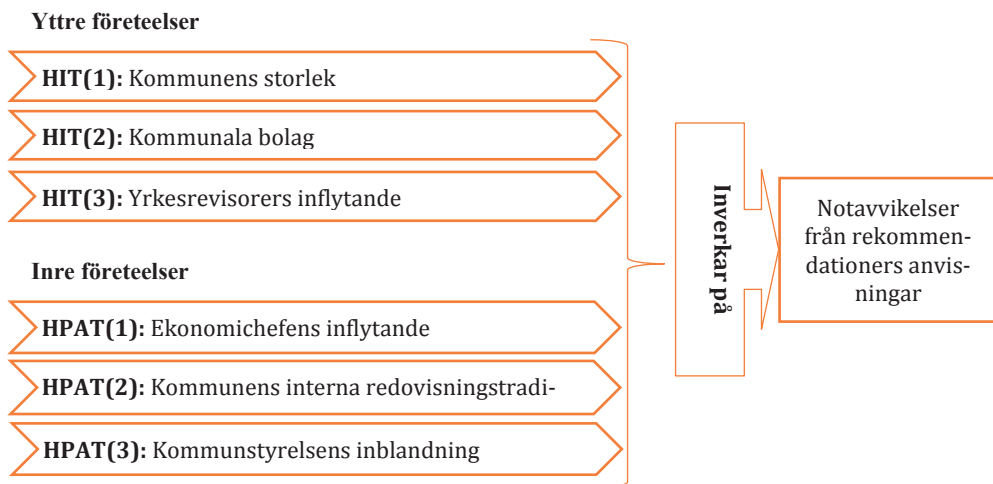 Yttre företeelser
HIT(1): Kommunens storlek
HIT(2): Kommunala bolag
HIT(3): Yrkesrevisorers inflytande
Inre företeelser
HPAT(1): Ekonomichefens inflytande
HPAT(2): Kommunens interna redovisningstradi-
HPAT(3): Kommunstyrelsens inblandning
Inverkar på
Notavvikelser
från rekommen-
dationers anvis-
ningar